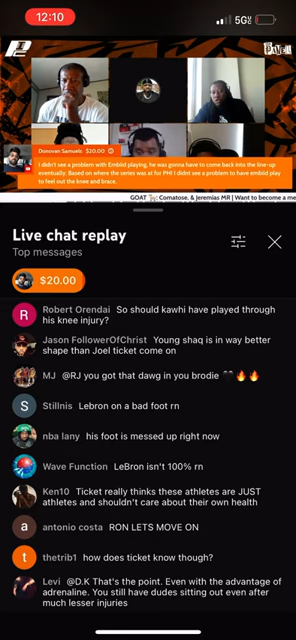 12:10
5G
P2
PAVELL
Donovan Samuels $20.00
I didn't see a problem with Embiid playing, he was gonna have to come back into the line-up
eventually. Based on where the series was at for PHI I didnt see a problem to have embiid play
to feel out the knee and brace.
GOAT Comatose. & Jeremias MR | Want to become a me
Live chat replay
Top messages
$20.00
R Robert Orendai So should kawhi have played through
his knee injury?
Jason FollowerOfChrist Young shaq is in way better
shape than Joel ticket come on
MJ @RJ you got that dawg in you brodie 🖤🔥🔥
S Stillnis Lebron on a bad foot rn
nba lany his foot is messed up right now
Wave Function LeBron isn't 100% rn
Ken10 Ticket really thinks these athletes are JUST
athletes and shouldn't care about their own health
a antonio costa RON LETS MOVE ON
t thetrib1 how does ticket know though?
Levi @D.K That's the point. Even with the advantage of
adrenaline. You still have dudes sitting out even after
much lesser injuries